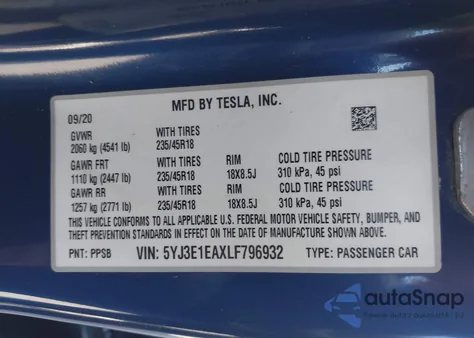 MFD BY TESLA, INC.
09/20
GVWR WITH TIRES
2060 kg (4541 lb) 235/45R18
GAWR FRT WITH TIRES RIM COLD TIRE PRESSURE
1110 kg (2447 lb) 235/45R18 18X8.5J 310 kPa, 45 psi
GAWR RR WITH TIRES RIM COLD TIRE PRESSURE
1257 kg (2771 lb) 235/45R18 18X8.5J 310 kPa, 45 psi
THIS VEHICLE CONFORMS TO ALL APPLICABLE U.S. FEDERAL MOTOR VEHICLE SAFETY, BUMPER, AND
THEFT PREVENTION STANDARDS IN EFFECT ON THE DATE OF MANUFACTURE SHOWN ABOVE.
PNT: PPSB VIN: 5YJ3E1EAXLF796932 TYPE: PASSENGER CAR
autoSnap